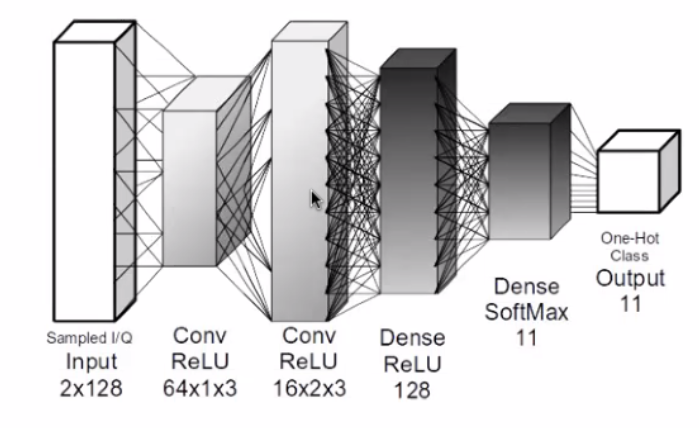 Sampled I/Q
Input
2x128
Conv
ReLU
64x1x3
Conv
ReLU
16x2x3
Dense
ReLU
128
Dense
SoftMax
11
One-Hot
Class
Output
11